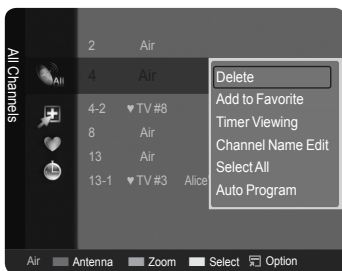 All Channels
All
2 Air
4 Air
4-2 ♥ TV #8
8 Air
13 Air
13-1 ♥ TV #3 Alice
Delete
Add to Favorite
Timer Viewing
Channel Name Edit
Select All
Auto Program
Air Antenna Zoom Select Option